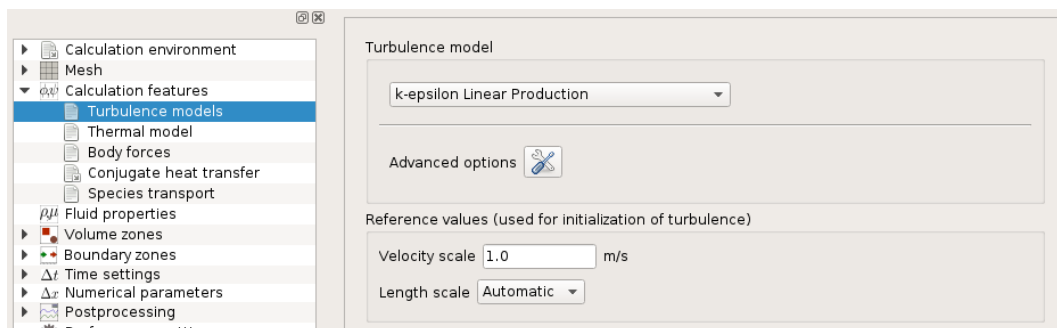 Calculation environment
Mesh
Calculation features
Turbulence models
Thermal model
Body forces
Conjugate heat transfer
Species transport
Fluid properties
Volume zones
Boundary zones
Δt Time settings
Δx Numerical parameters
Postprocessing
Turbulence model
k-epsilon Linear Production
Advanced options
Reference values (used for initialization of turbulence)
Velocity scale 1.0 m/s
Length scale Automatic